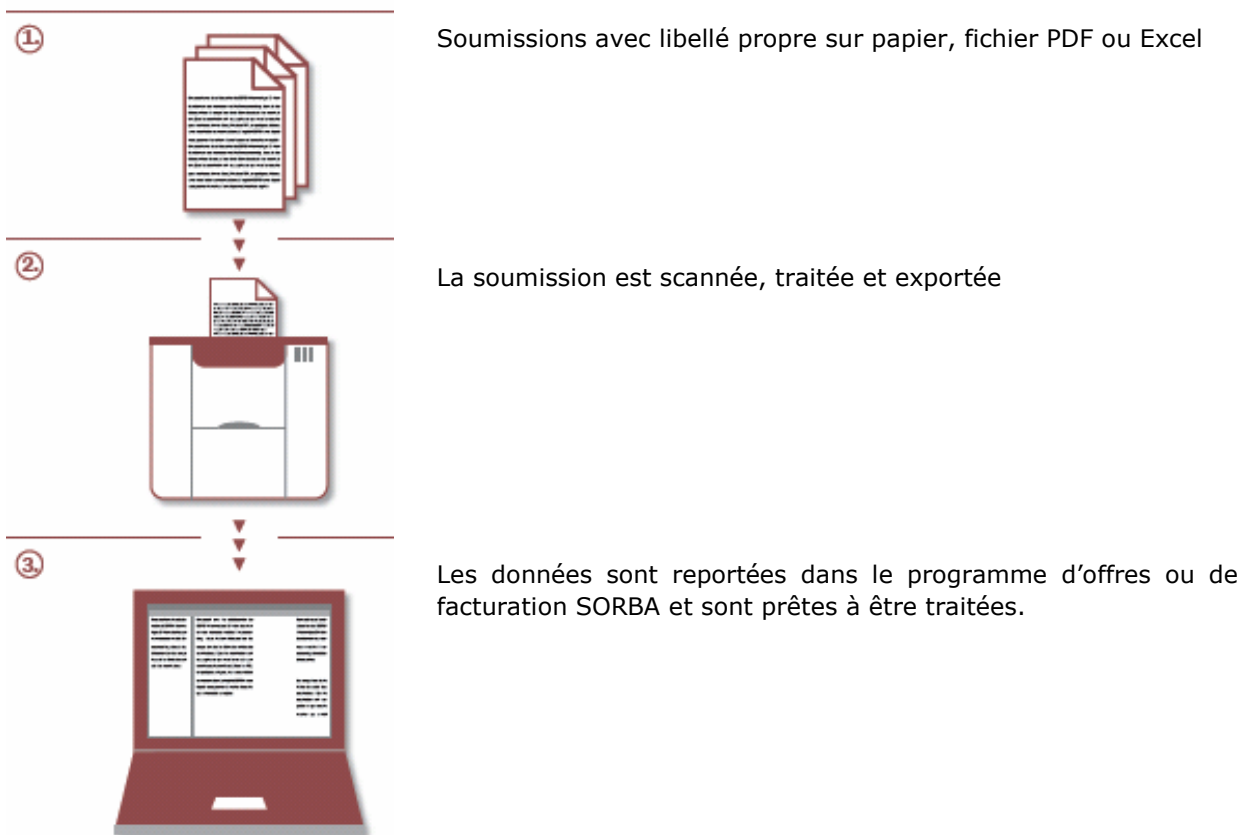 1.
Soumissions avec libellé propre sur papier, fichier PDF ou Excel
2.
La soumission est scannée, traitée et exportée
3.
Les données sont reportées dans le programme d’offres ou de
facturation SORBA et sont prêtes à être traitées.